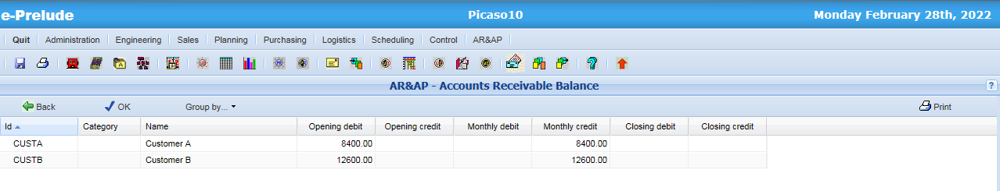 e-Prelude Picaso10 Monday February 28th, 2022
Quit Administration Engineering Sales Planning Purchasing Logistics Scheduling Control AR&AP
AR&AP - Accounts Receivable Balance ?
Back OK Group by... Print
Id Category Name Opening debit Opening credit Monthly debit Monthly credit Closing debit Closing credit
CUSTA Customer A 8400.00 8400.00
CUSTB Customer B 12600.00 12600.00